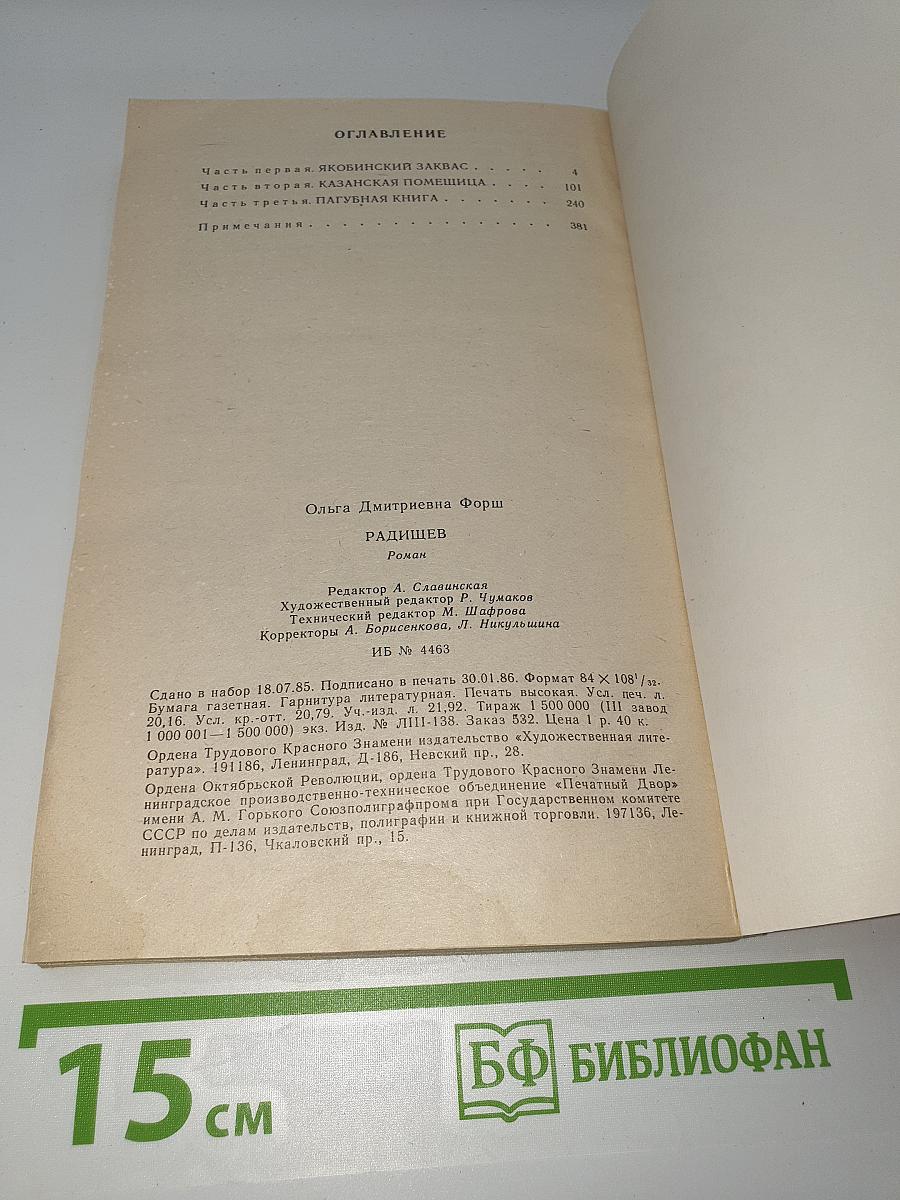 ОГЛАВЛЕНИЕ
Часть первая. ЯКОБИНСКИЙ ЗАКВАС . . . . . 4
Часть вторая. КАЗАНСКАЯ ПОМЕЩИЦА . . . . 101
Часть третья. ПАГУБНАЯ КНИГА . . . . . . . 240
Примечания . . . . . . . . . . . . . . . 381
Ольга Дмитриевна Форш
РАДИЩЕВ
Роман
Редактор А. Славинская
Художественный редактор Р. Чумаков
Технический редактор М. Шафрова
Корректоры А. Борисенкова, Л. Никульшина
ИБ № 4463
Сдано в набор 18.07.85. Подписано в печать 30.01.86. Формат 84 × 108¹/₃₂.
Бумага газетная. Гарнитура литературная. Печать высокая. Усл. печ. л.
20,16. Усл. кр.-отт. 20,79. Уч.-изд. л. 21,92. Тираж 1 500 000 (III завод
1 000 001—1 500 000) экз. Изд. № ЛIII-138. Заказ 532. Цена 1 р. 40 к.
Ордена Трудового Красного Знамени издательство «Художественная лите-
ратура». 191186, Ленинград, Д-186, Невский пр., 28.
Ордена Октябрьской Революции, ордена Трудового Красного Знамени Ле-
нинградское производственно-техническое объединение «Печатный Двор»
имени А. М. Горького Союзполиграфпрома при Государственном комитете
СССР по делам издательств, полиграфии и книжной торговли. 197136, Ле-
нинград, П-136, Чкаловский пр., 15.
15 см
БФ БИБЛИОФАН